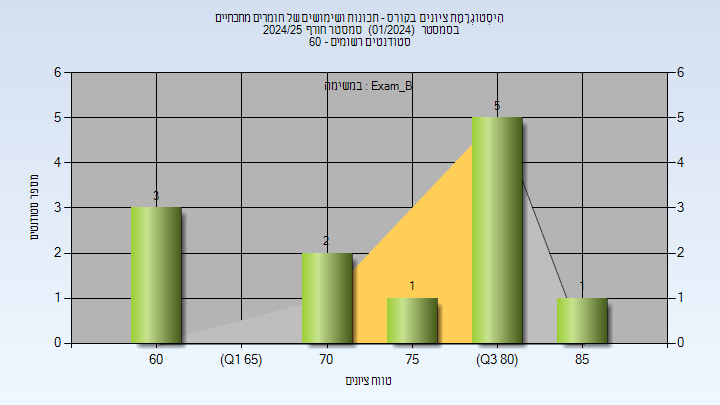 הִיסְטוֹגְרַמַת ציונים בקורס - תכונות ושימושים של חומרים מתכתיים
בסמסטר (01/2024) סמסטר חורף 2024/25
סטודנטים רשומים - 60
במשימה : Exam_B
6 6
5 5
4 4
3 3
2 2
1 1
0 0
3 2 1 5 1
60 (Q1 65) 70 75 (Q3 80) 85
מספר סטודנטים
טווח ציונים